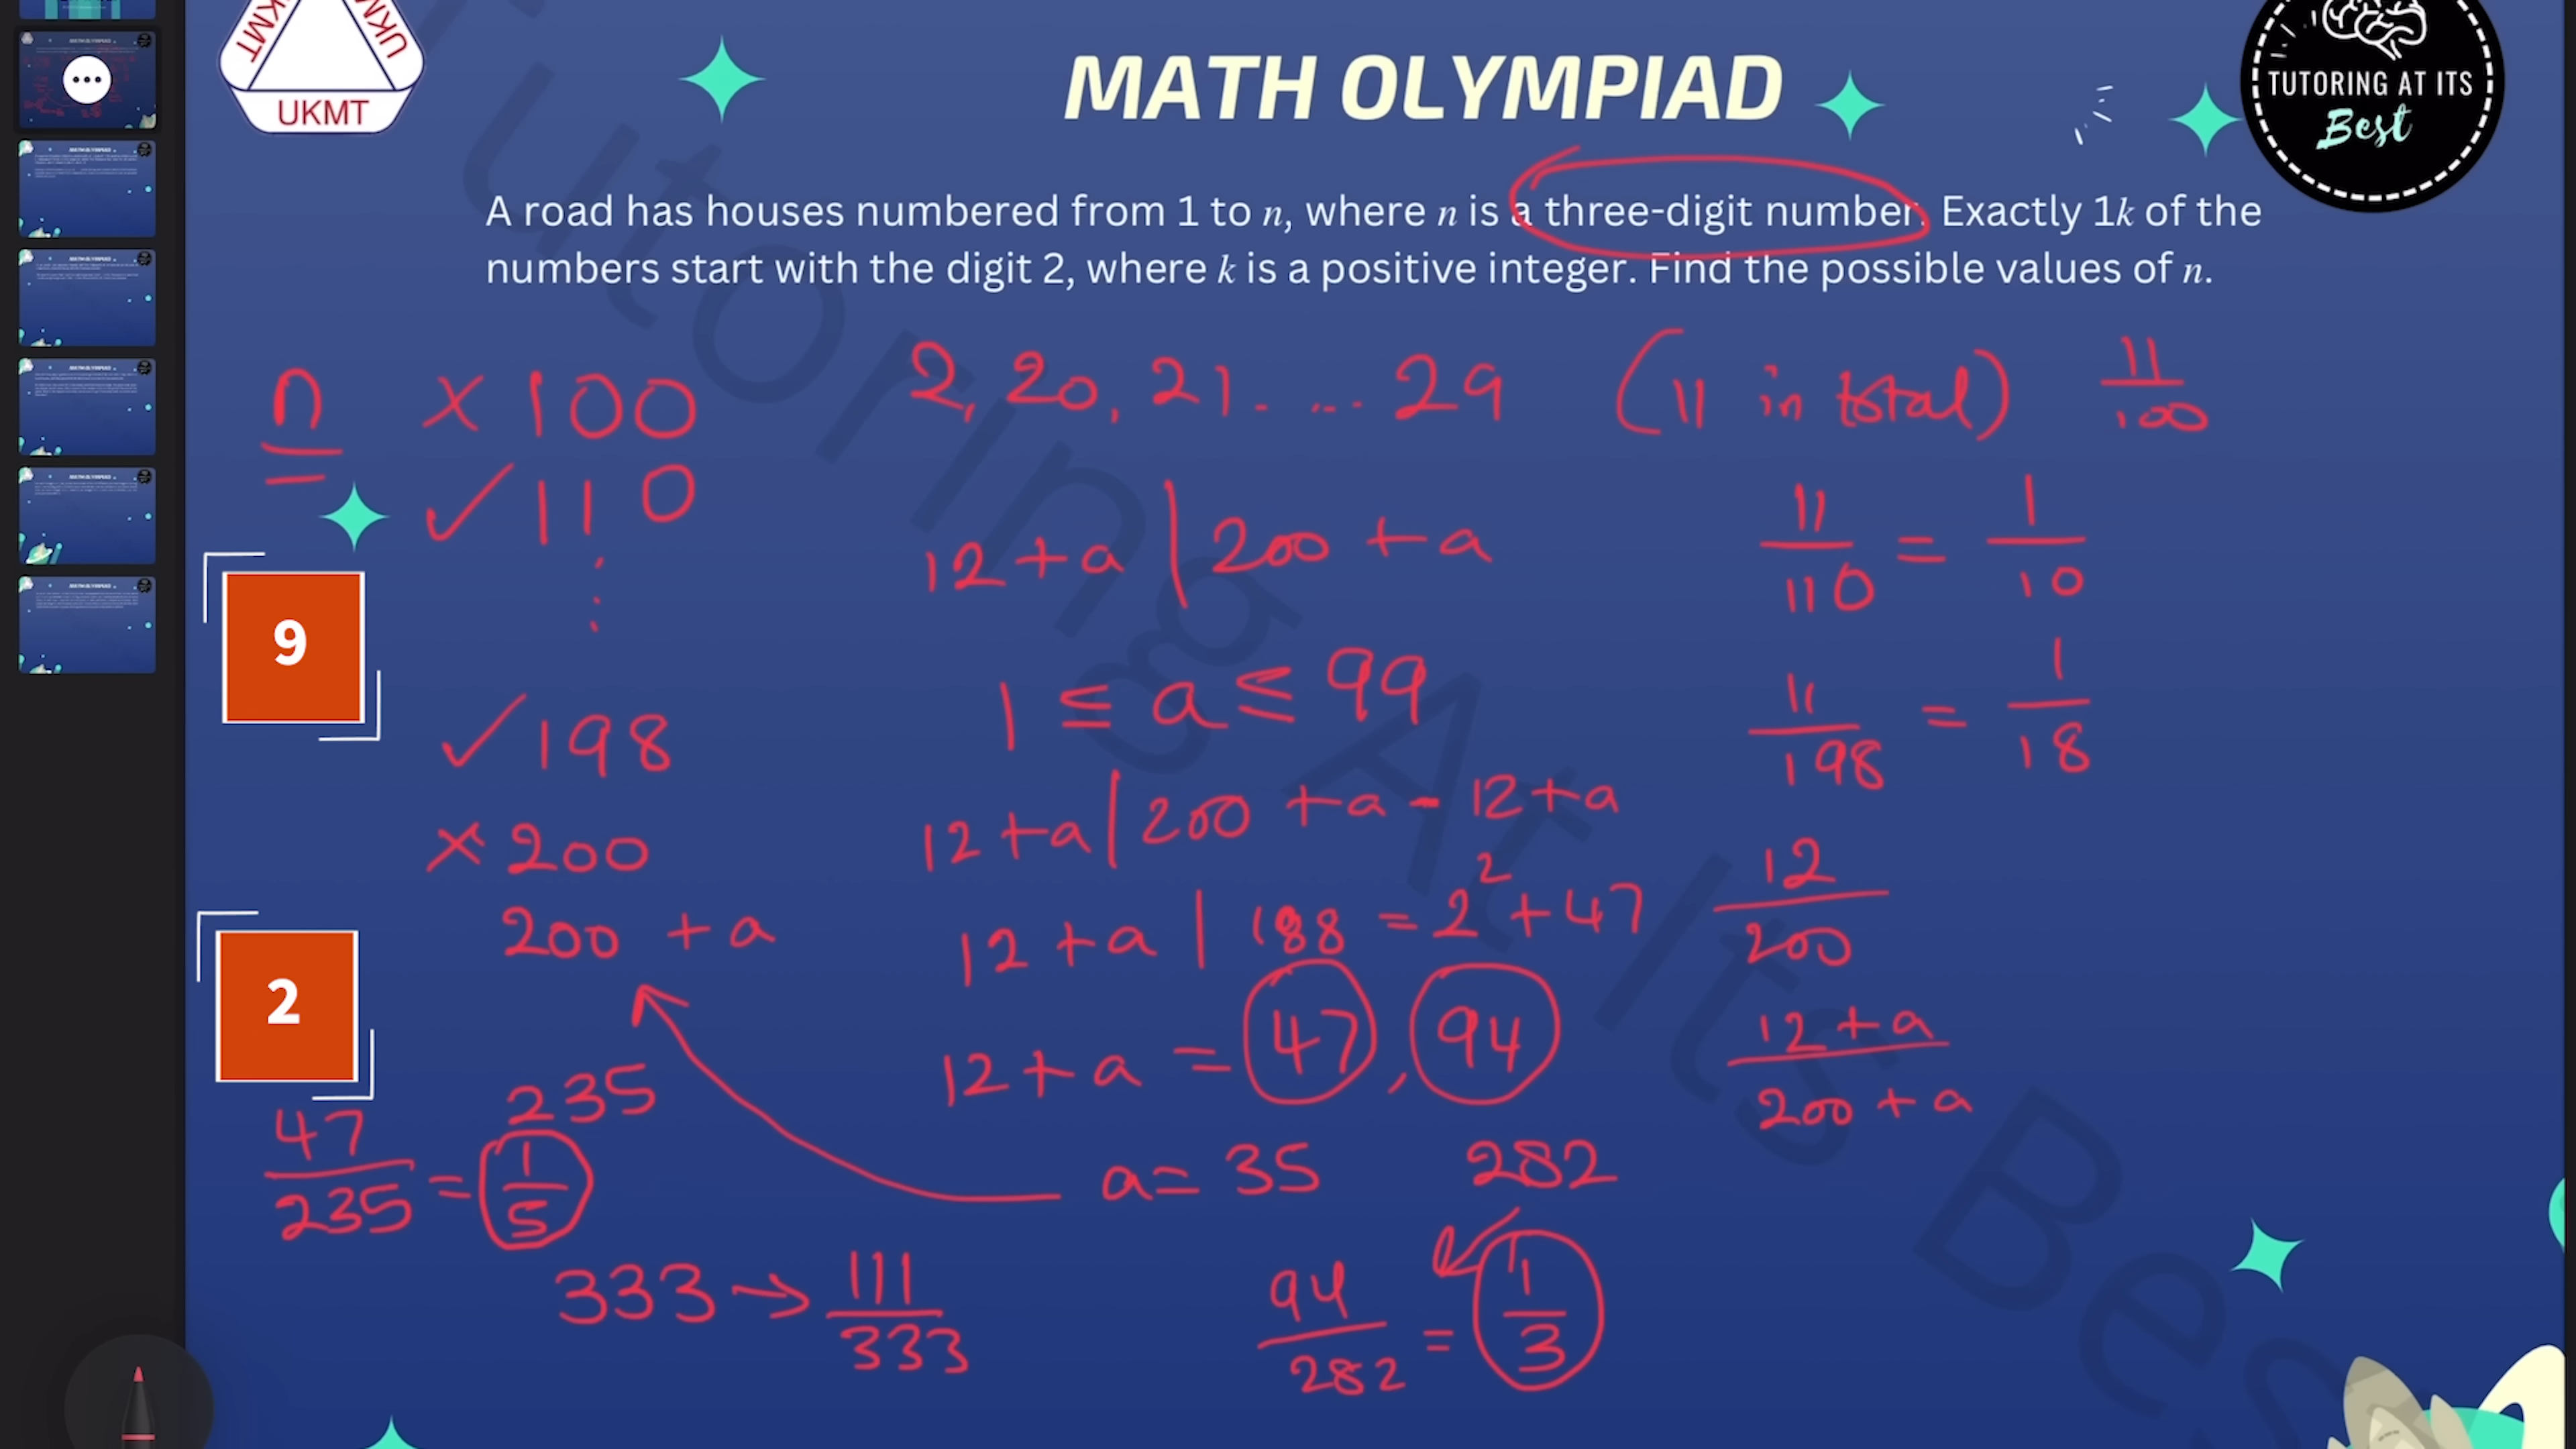 UKMT UKMT UKMT
MATH OLYMPIAD
TUTORING AT ITS
Best
A road has houses numbered from 1 to n, where n is a three-digit number. Exactly 1k of the
numbers start with the digit 2, where k is a positive integer. Find the possible values of n.
n × 100
2, 20, 21. ... 29 (11 in total) 11/100
✓ 110
12 + a | 200 + a
11/110 = 1/10
9
1 ≤ a ≤ 99
✓ 198
11/198 = 1/18
12 + a | 200 + a - 12 + a
× 200
12/200
200 + a
12 + a | 188 = 2² + 47
2
12 + a = 47, 94
12 + a/200 + a
235
47/235 = 1/5
a = 35
282
333 → 111/333
94/282 = 1/3
Tutoring At Its Bes